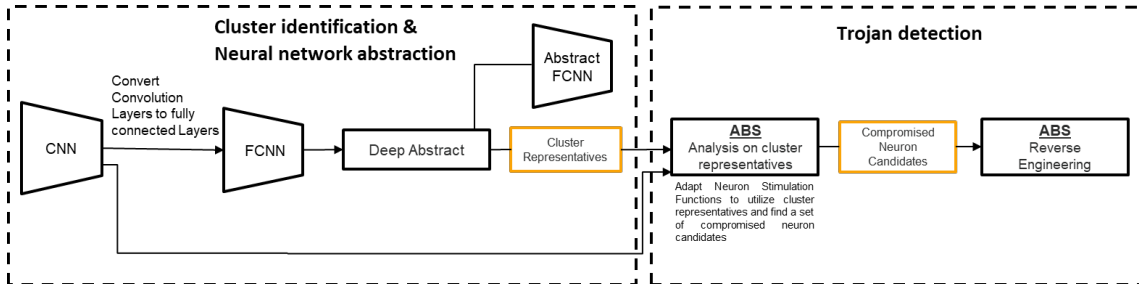 Cluster identification &
Neural network abstraction
Trojan detection
Abstract
FCNN
Convert
Convolution
Layers to fully
connected Layers
CNN
FCNN
Deep Abstract
Cluster
Representatives
ABS
Analysis on cluster
representatives
Compromised
Neuron
Candidates
ABS
Reverse
Engineering
Adapt Neuron Stimulation
Functions to utilize cluster
representatives and find a set
of compromised neuron
candidates